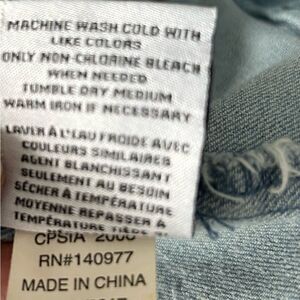 MACHINE WASH COLD WITH
LIKE COLORS
ONLY NON-CHLORINE BLEACH
WHEN NEEDED
TUMBLE DRY MEDIUM
WARM IRON IF NECESSARY
LAVER À L'EAU FROIDE AVEC
COULEURS SIMILAIRES
AGENT BLANCHISSANT
SEULEMENT AU BESOIN
SÉCHER À TEMPÉRATURE
MOYENNE REPASSER À
TEMPÉRATURE TIÈDE
CPSIA
RN#140977
MADE IN CHINA